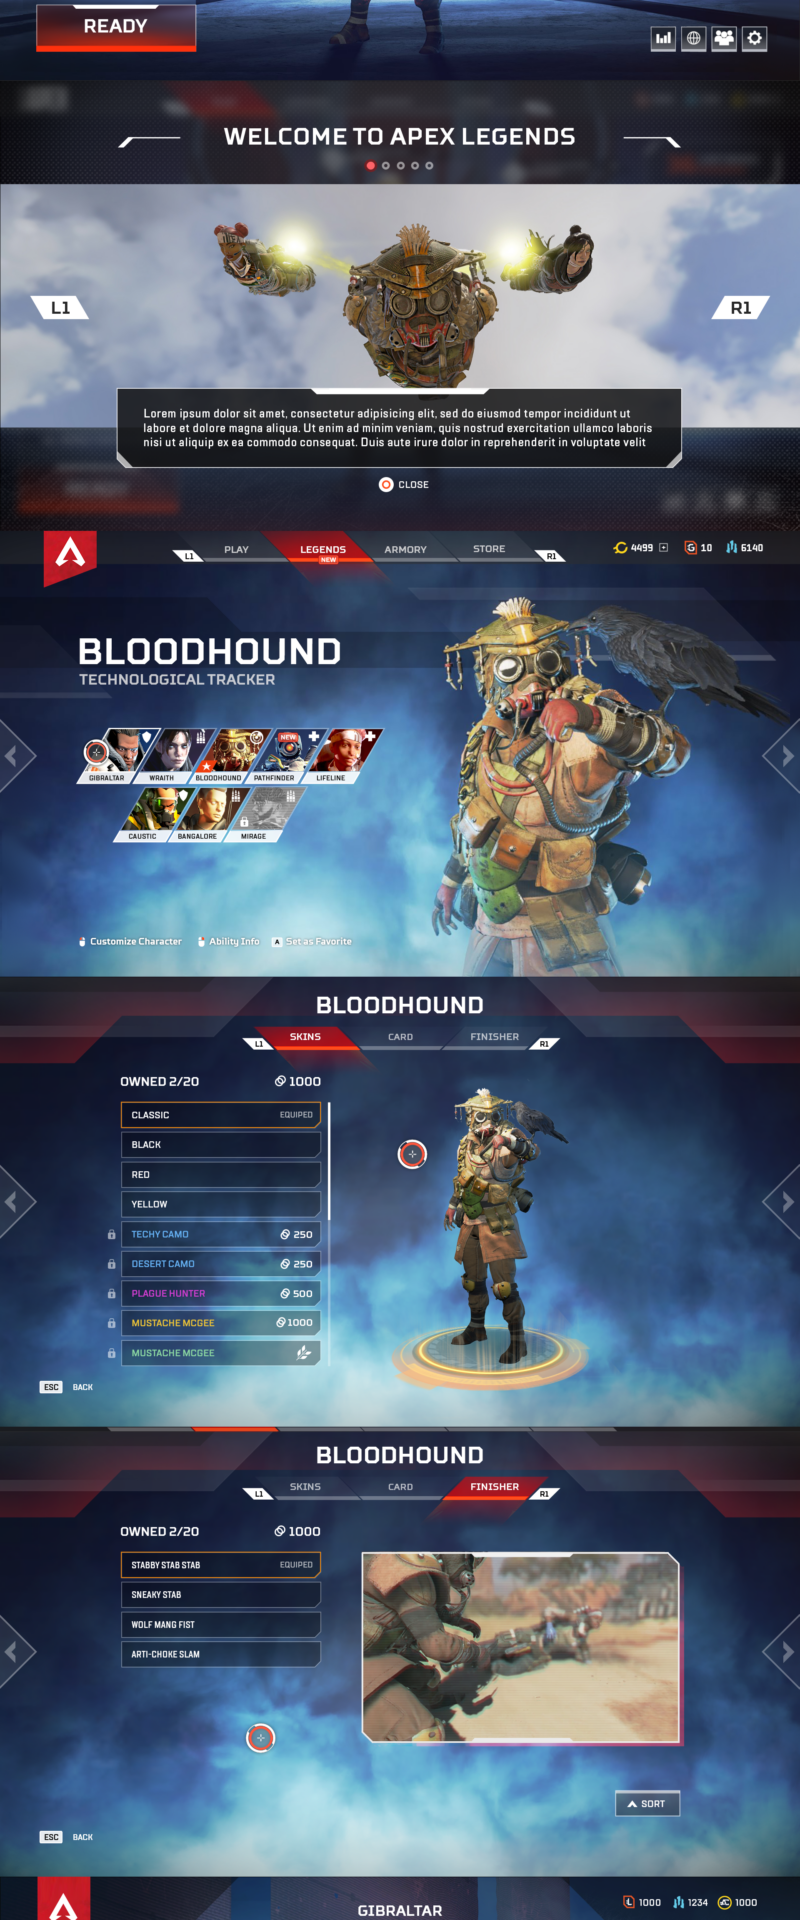 READY
WELCOME TO APEX LEGENDS
L1
R1
Lorem ipsum dolor sit amet, consectetur adipisicing elit, sed do eiusmod tempor incididunt ut
labore et dolore magna aliqua. Ut enim ad minim veniam, quis nostrud exercitation ullamco laboris
nisi ut aliquip ex ea commodo consequat. Duis aute irure dolor in reprehenderit in voluptate velit
CLOSE
L1 PLAY LEGENDS ARMORY STORE R1 4499 10 6140
NEW
BLOODHOUND
TECHNOLOGICAL TRACKER
NEW
GIBRALTAR WRAITH BLOODHOUND PATHFINDER LIFELINE
CAUSTIC BANGALORE MIRAGE
Customize Character Ability Info A Set as Favorite
BLOODHOUND
L1 SKINS CARD FINISHER R1
OWNED 2/20 1000
CLASSIC EQUIPED
BLACK
RED
YELLOW
TECHY CAMO 250
DESERT CAMO 250
PLAGUE HUNTER 500
MUSTACHE MCGEE 1000
MUSTACHE MCGEE
ESC BACK
BLOODHOUND
L1 SKINS CARD FINISHER R1
OWNED 2/20 1000
STABBY STAB STAB EQUIPED
SNEAKY STAB
WOLF MANG FIST
ARTI-CHOKE SLAM
SORT
ESC BACK
1000 1234 1000
GIBRALTAR